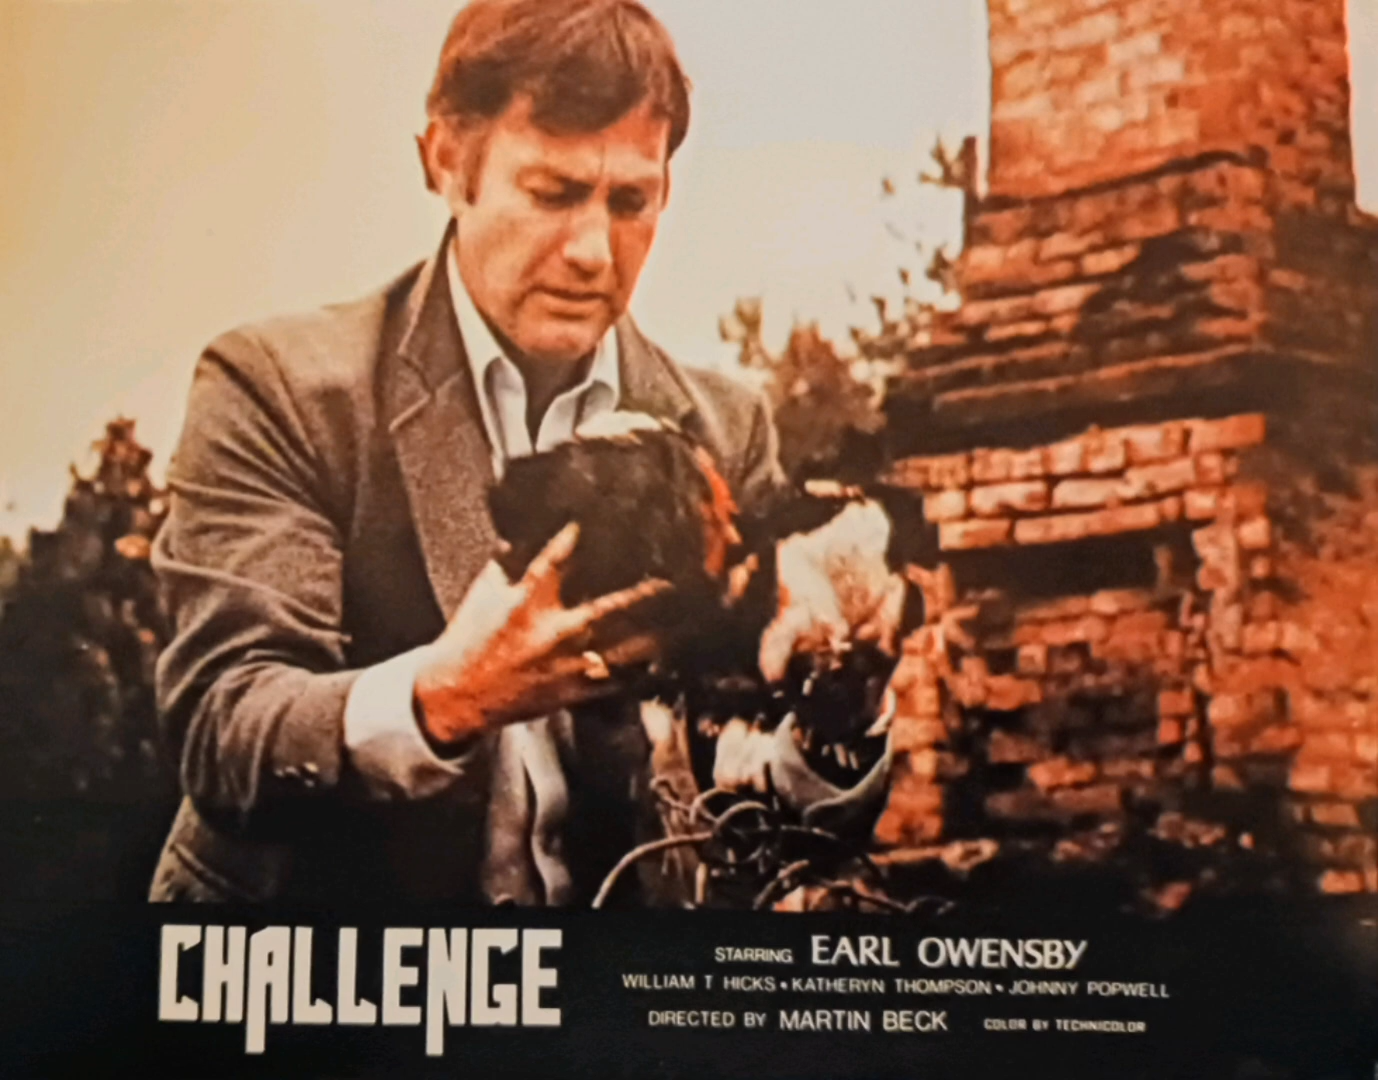 CHALLENGE
STARRING EARL OWENSBY
WILLIAM T HICKS • KATHERYN THOMPSON • JOHNNY POPWELL
DIRECTED BY MARTIN BECK COLOR BY TECHNICOLOR